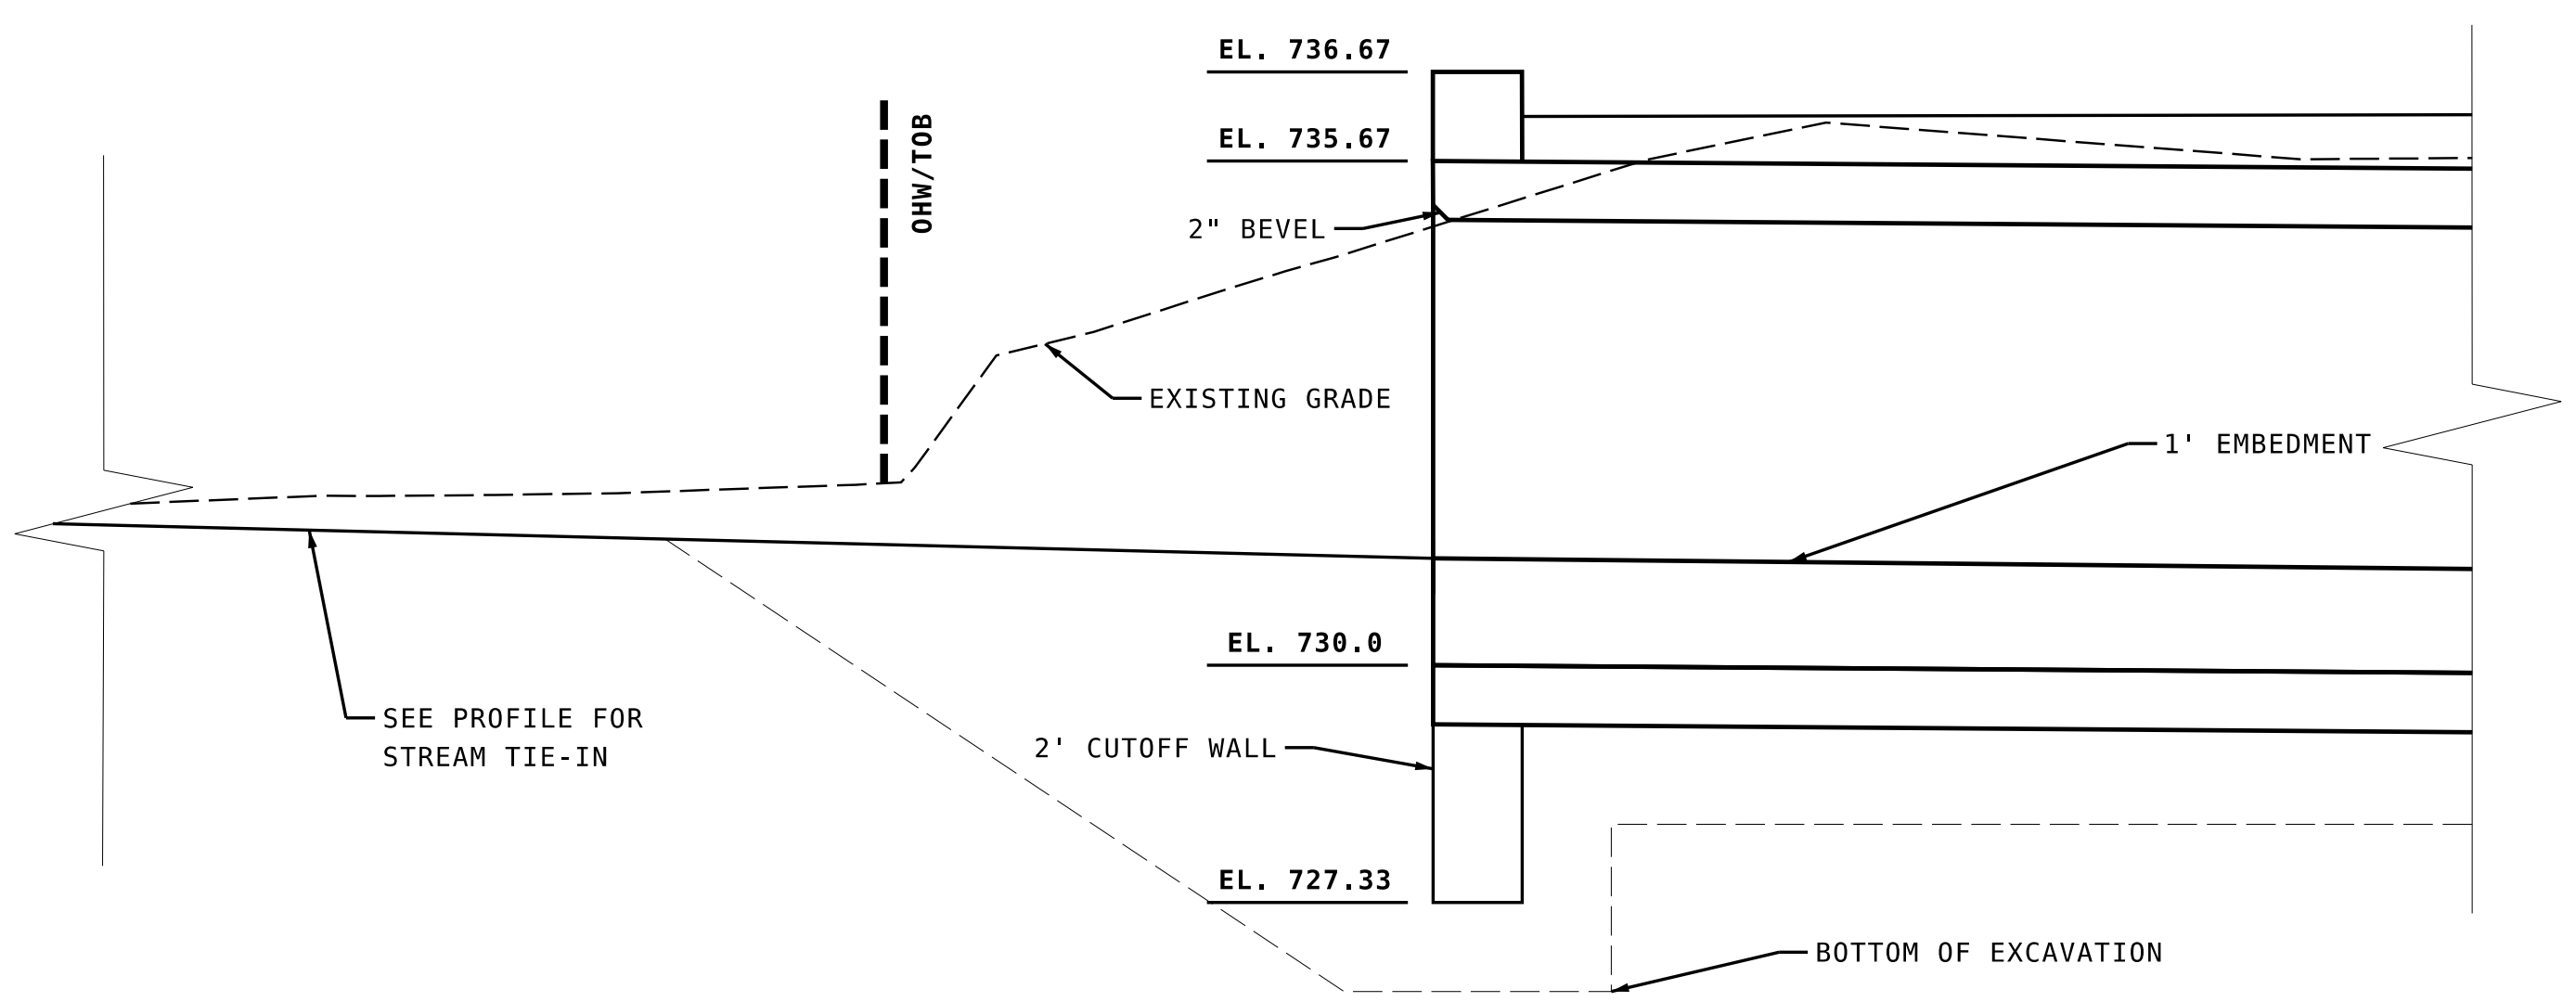 EL. 736.67
OHW/TOB
EL. 735.67
2" BEVEL
EXISTING GRADE
1' EMBEDMENT
EL. 730.0
SEE PROFILE FOR
STREAM TIE-IN
2' CUTOFF WALL
EL. 727.33
BOTTOM OF EXCAVATION